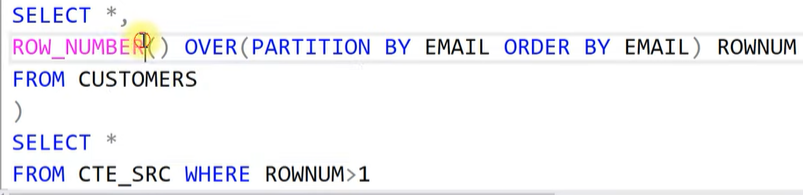 SELECT *,
ROW_NUMBER() OVER(PARTITION BY EMAIL ORDER BY EMAIL) ROWNUM
FROM CUSTOMERS
)
SELECT *
FROM CTE_SRC WHERE ROWNUM>1